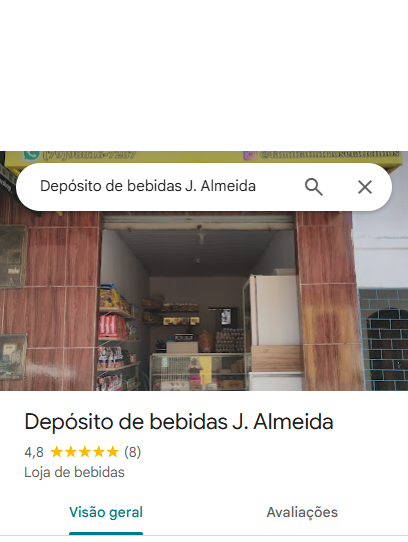 Depósito de bebidas J. Almeida
Depósito de bebidas J. Almeida
4,8 (8)
Loja de bebidas
Visão geral
Avaliações